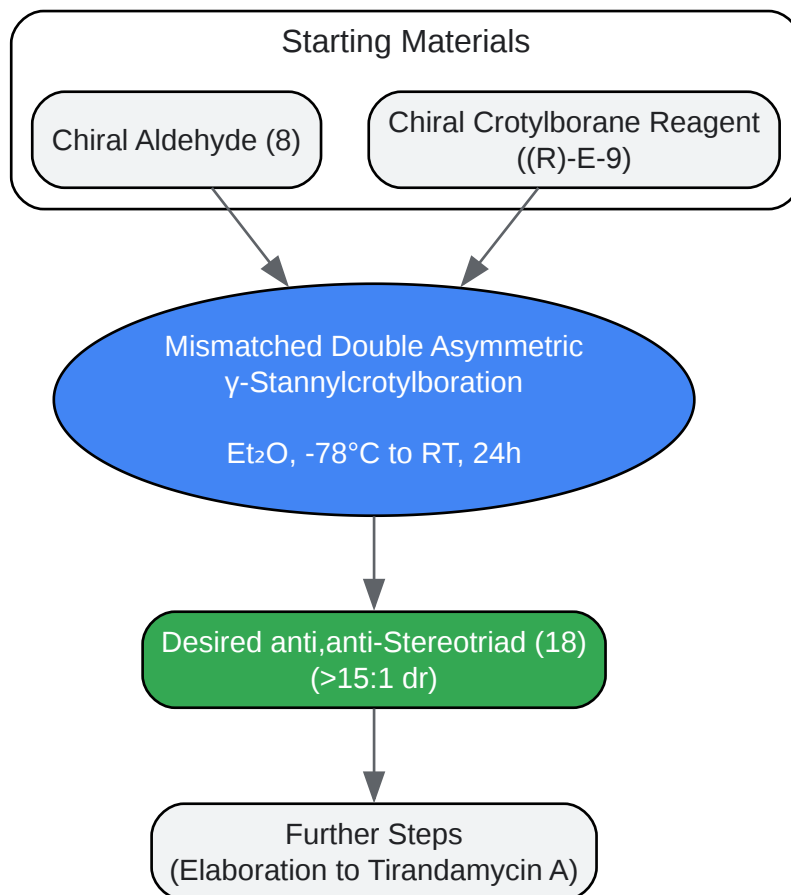 Starting Materials
Chiral Aldehyde (8)
Chiral Crotylborane Reagent
((R)-E-9)
Mismatched Double Asymmetric
γ-Stannylcrotylboration
Et₂O, -78°C to RT, 24h
Desired anti,anti-Stereotriad (18)
(>15:1 dr)
Further Steps
(Elaboration to Tirandamycin A)